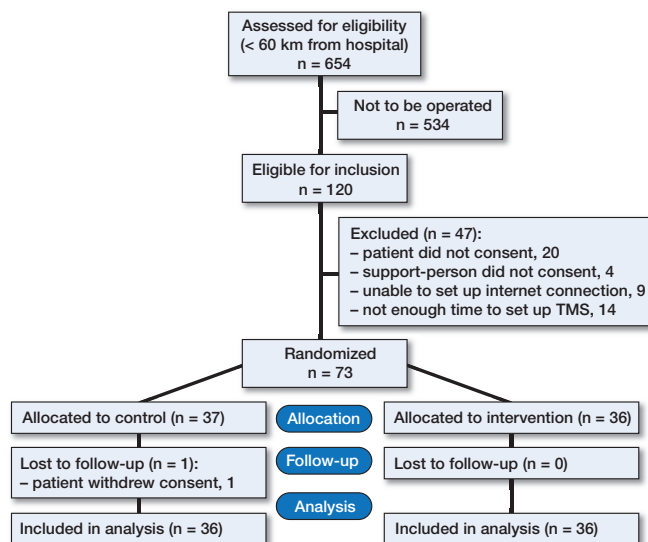 Assessed for eligibility
(< 60 km from hospital)
n = 654
Not to be operated
n = 534
Eligible for inclusion
n = 120
Excluded (n = 47):
– patient did not consent, 20
– support-person did not consent, 4
– unable to set up internet connection, 9
– not enough time to set up TMS, 14
Randomized
n = 73
Allocated to control (n = 37)
Allocation
Allocated to intervention (n = 36)
Lost to follow-up (n = 1):
– patient withdrew consent, 1
Follow-up
Lost to follow-up (n = 0)
Analysis
Included in analysis (n = 36)
Included in analysis (n = 36)